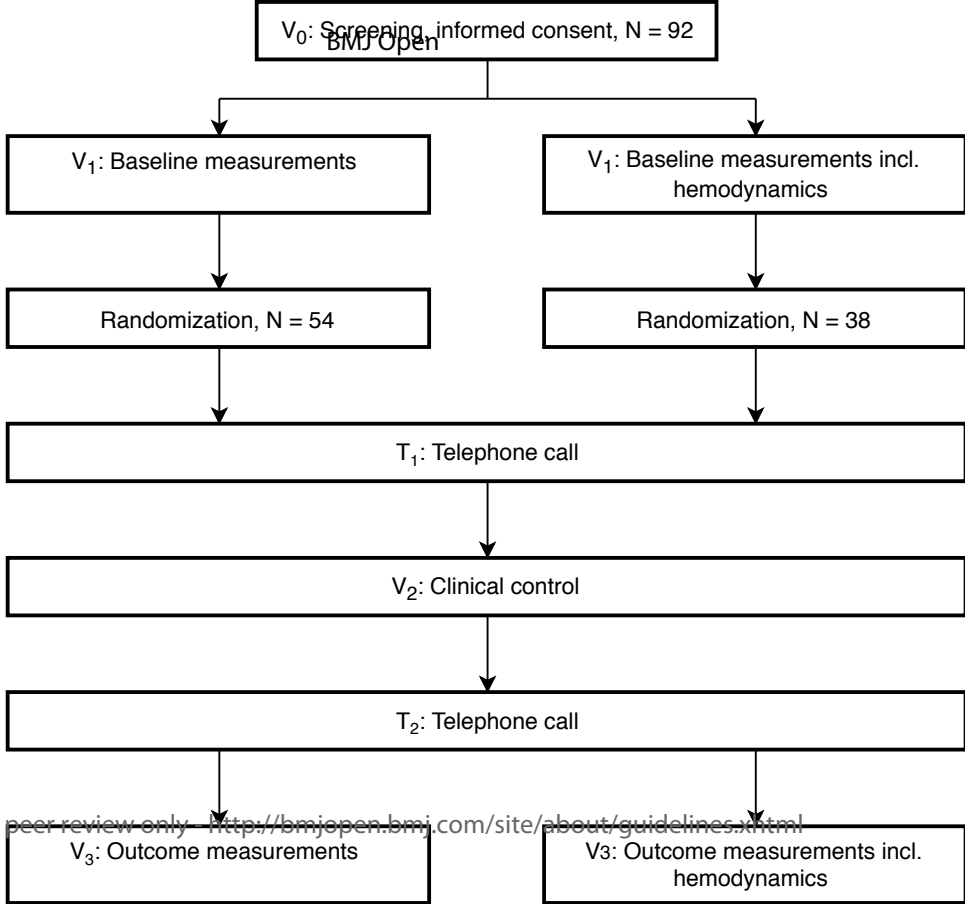 V0: Screening, informed consent, N = 92
BMJ Open
V1: Baseline measurements
V1: Baseline measurements incl.
hemodynamics
Randomization, N = 54
Randomization, N = 38
T1: Telephone call
V2: Clinical control
T2: Telephone call
peer review only - http://bmjopen.bmj.com/site/about/guidelines.xhtml
V3: Outcome measurements
V3: Outcome measurements incl.
hemodynamics